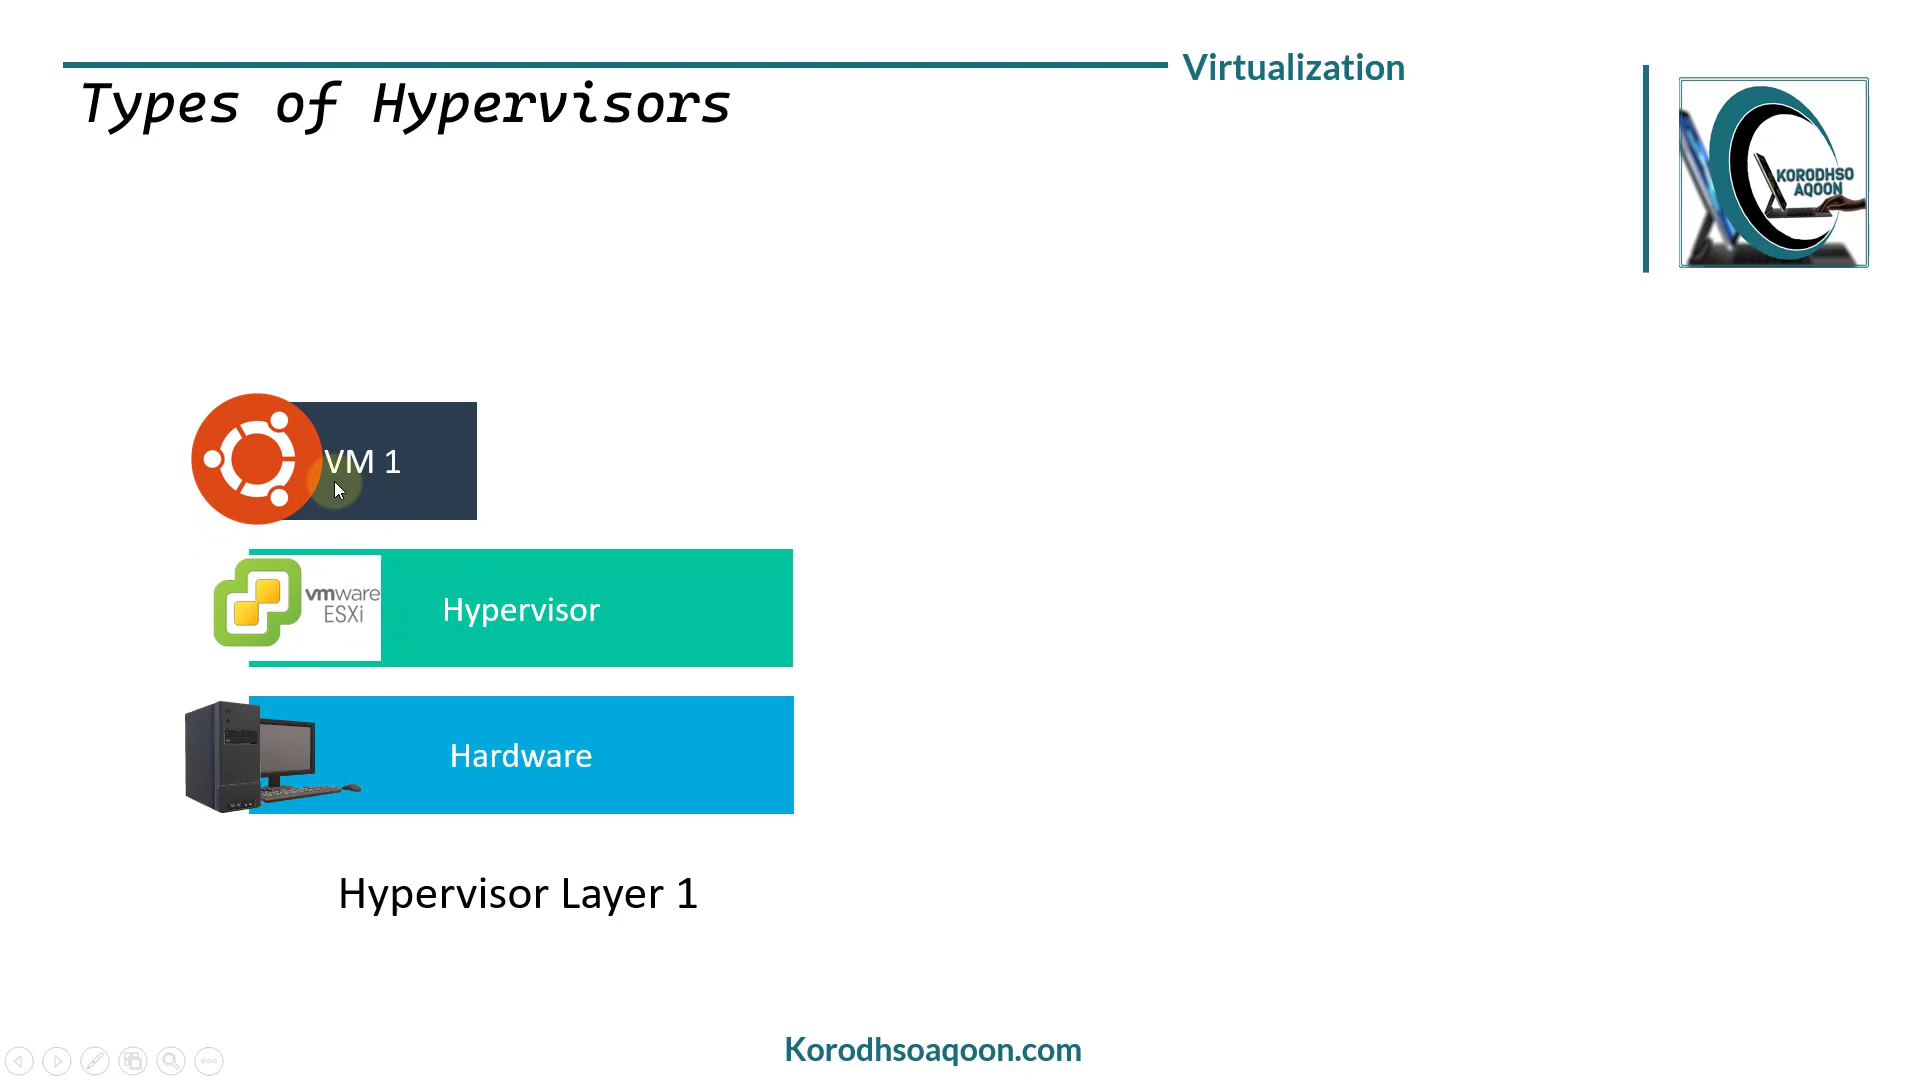 Virtualization
Types of Hypervisors
KORODHSO
AQOON
VM 1
vmware
ESXi
Hypervisor
Hardware
Hypervisor Layer 1
Korodhsoaqoon.com